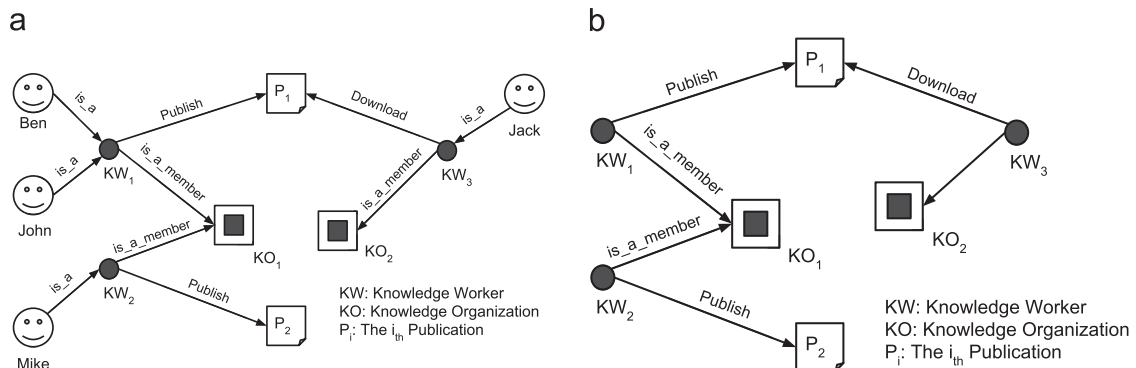 a
Ben
is_a
John
is_a
KW1
Publish
P1
Download
is_a
Jack
KW3
is_a_member
is_a_member
KO1
KO2
is_a_member
Mike
is_a
KW2
Publish
P2
KW: Knowledge Worker
KO: Knowledge Organization
Pi: The ith Publication
b
Publish
P1
Download
KW1
KW3
is_a_member
KO1
KO2
is_a_member
KW2
Publish
P2
KW: Knowledge Worker
KO: Knowledge Organization
Pi: The ith Publication